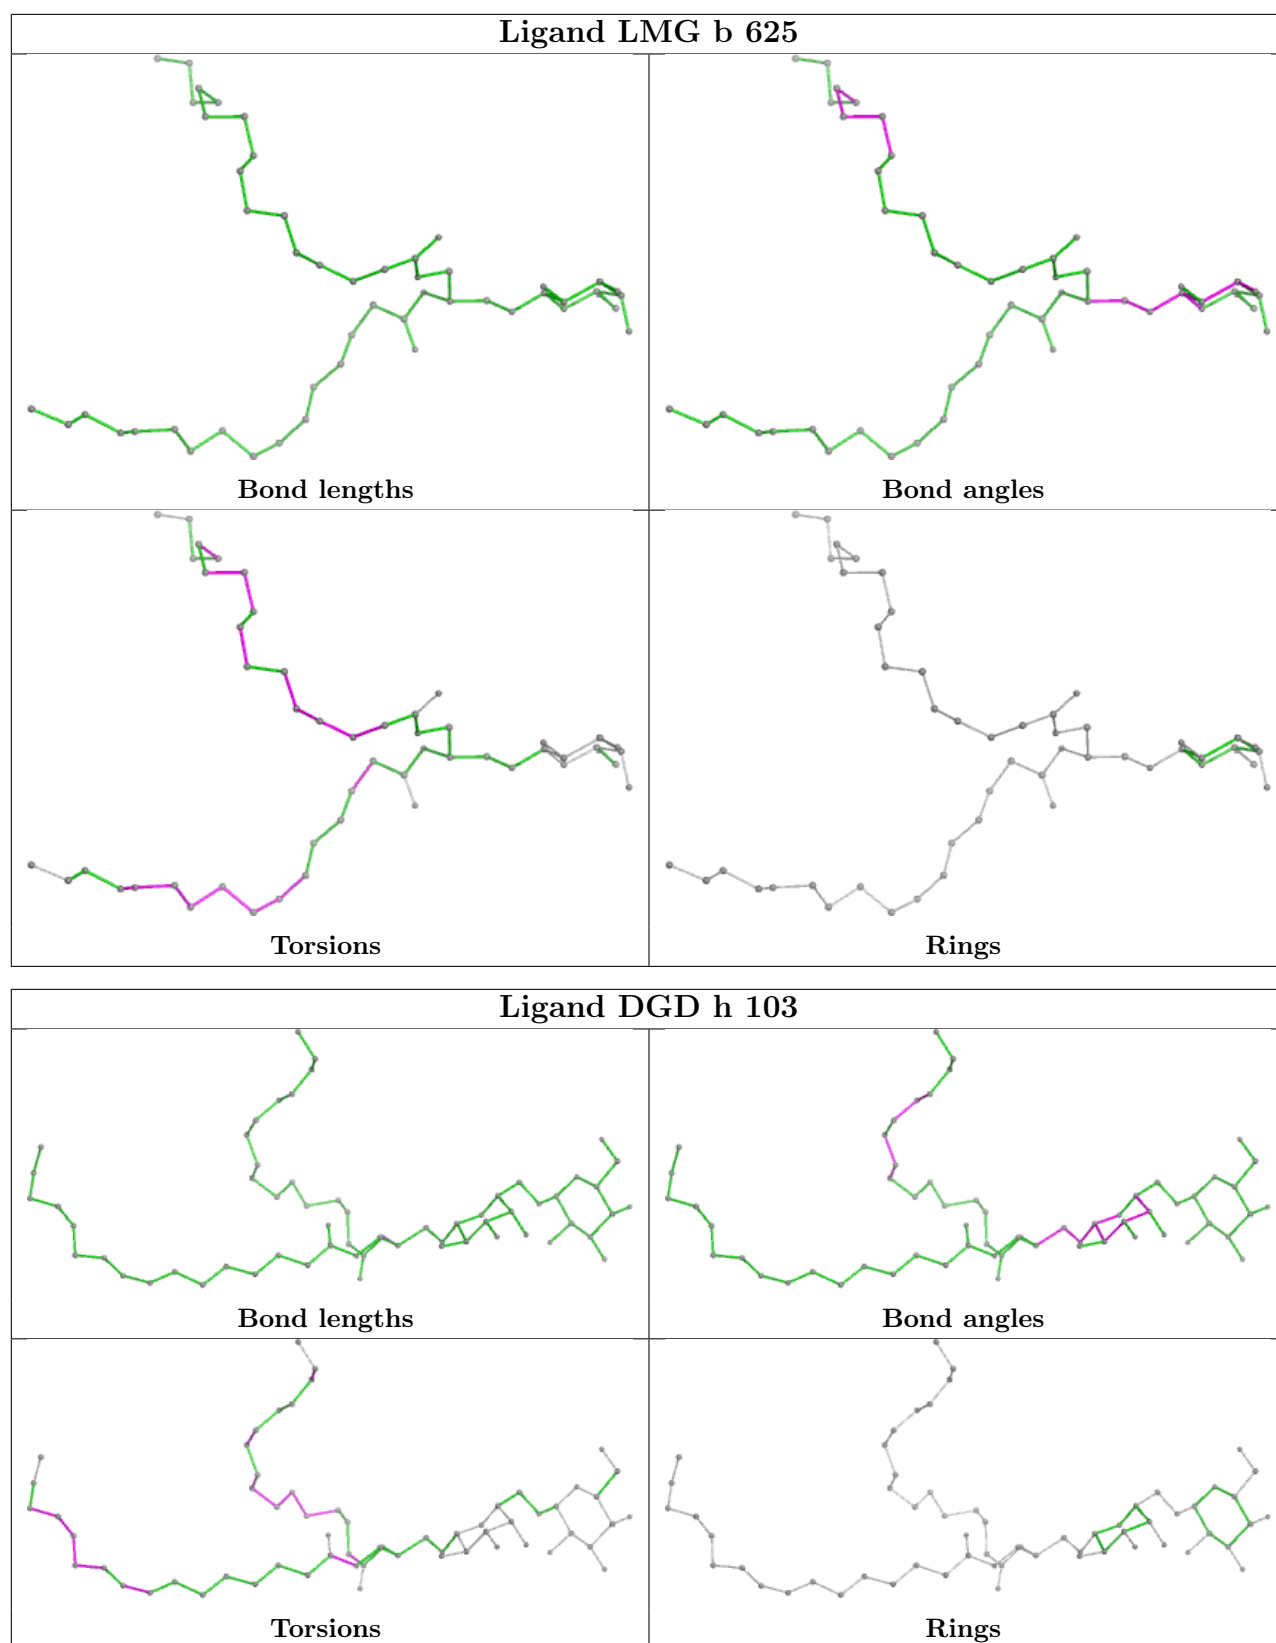 Ligand LMG b 625
Bond lengths
Bond angles
Torsions
Rings
Ligand DGD h 103
Bond lengths
Bond angles
Torsions
Rings